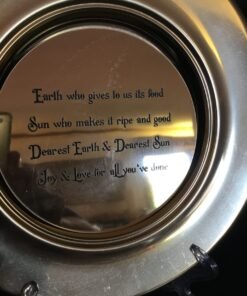 Earth who gives to us its food
Sun who makes it ripe and good
Dearest Earth & Dearest Sun
Joy & Love for all you've done